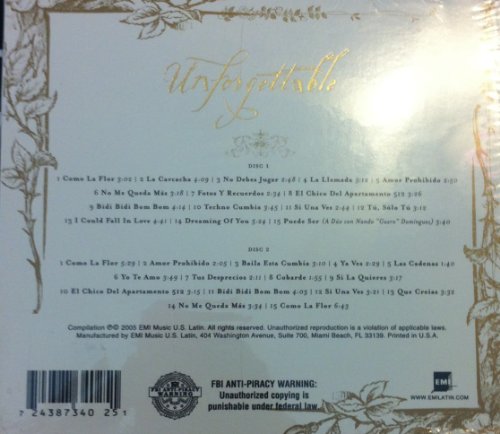 Unforgettable
DISC 1
1 Como La Flor 3:02 | 2 La Carcacha 4:09 | 3 No Debes Jugar 2:48 | 4 La Llamada 3:12 | 5 Amor Prohibido 2:50
6 No Me Queda Más 3:18 | 7 Fotos Y Recuerdos 2:34 | 8 El Chico Del Apartamento 512 3:26
9 Bidi Bidi Bom Bom 4:14 | 10 Techno Cumbia 3:45 | 11 Si Una Vez 2:44 | 12 Tú, Sólo Tú 3:12
13 I Could Fall In Love 4:41 | 14 Dreaming Of You 5:24 | 15 Puede Ser (A Dúo con Nando "Guero" Domínguez) 3:40
DISC 2
1 Como La Flor 5:29 | 2 Amor Prohibido 2:05 | 3 Baila Esta Cumbia 3:10 | 4 Ya Ves 2:51 | 5 Las Cadenas 1:40
6 Yo Te Amo 3:49 | 7 Tus Desprecios 2:11 | 8 Cobarde 1:55 | 9 Si La Quieres 3:17
10 El Chico Del Apartamento 512 3:13 | 11 Bidi Bidi Bom Bom 4:03 | 12 Si Una Vez 3:21 | 13 Que Creias 3:32
14 No Me Queda Más 3:34 | 15 Como La Flor 6:43
Compilation ℗© 2005 EMI Music U.S. Latin. All rights reserved. Unauthorized reproduction is a violation of applicable laws.
Manufactured by EMI Music U.S. Latin, 404 Washington Avenue, Suite 700, Miami Beach, FL 33139. Printed in U.S.A.
FBI ANTI-PIRACY WARNING
FBI ANTI-PIRACY WARNING:
Unauthorized copying is
punishable under federal law.
EMI
EMILATIN.COM
7 24387 340 25